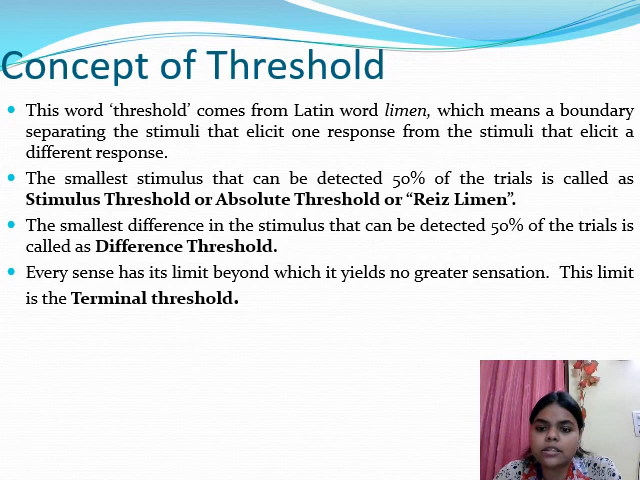 Concept of Threshold
• This word ‘threshold’ comes from Latin word limen, which means a boundary
separating the stimuli that elicit one response from the stimuli that elicit a
different response.
• The smallest stimulus that can be detected 50% of the trials is called as
Stimulus Threshold or Absolute Threshold or “Reiz Limen”.
• The smallest difference in the stimulus that can be detected 50% of the trials is
called as Difference Threshold.
• Every sense has its limit beyond which it yields no greater sensation. This limit
is the Terminal threshold.